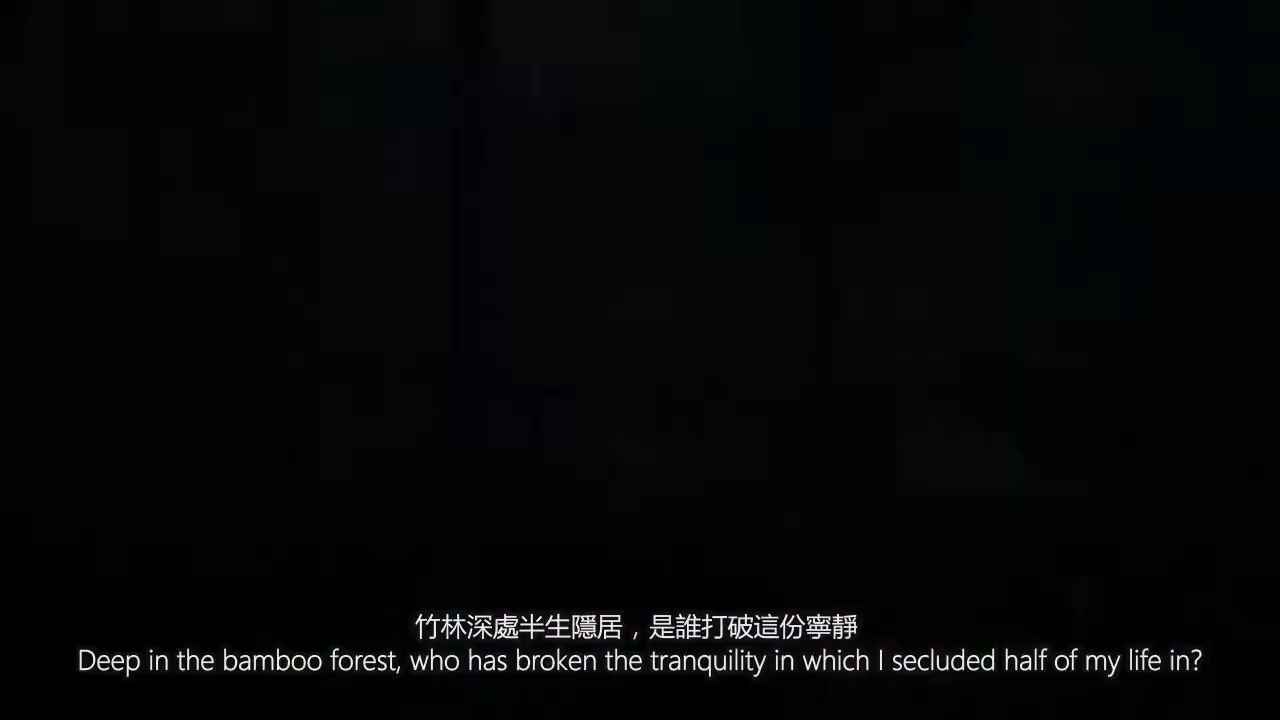 竹林深處半生隱居，是誰打破這份寧靜
Deep in the bamboo forest, who has broken the tranquility in which I secluded half of my life in?